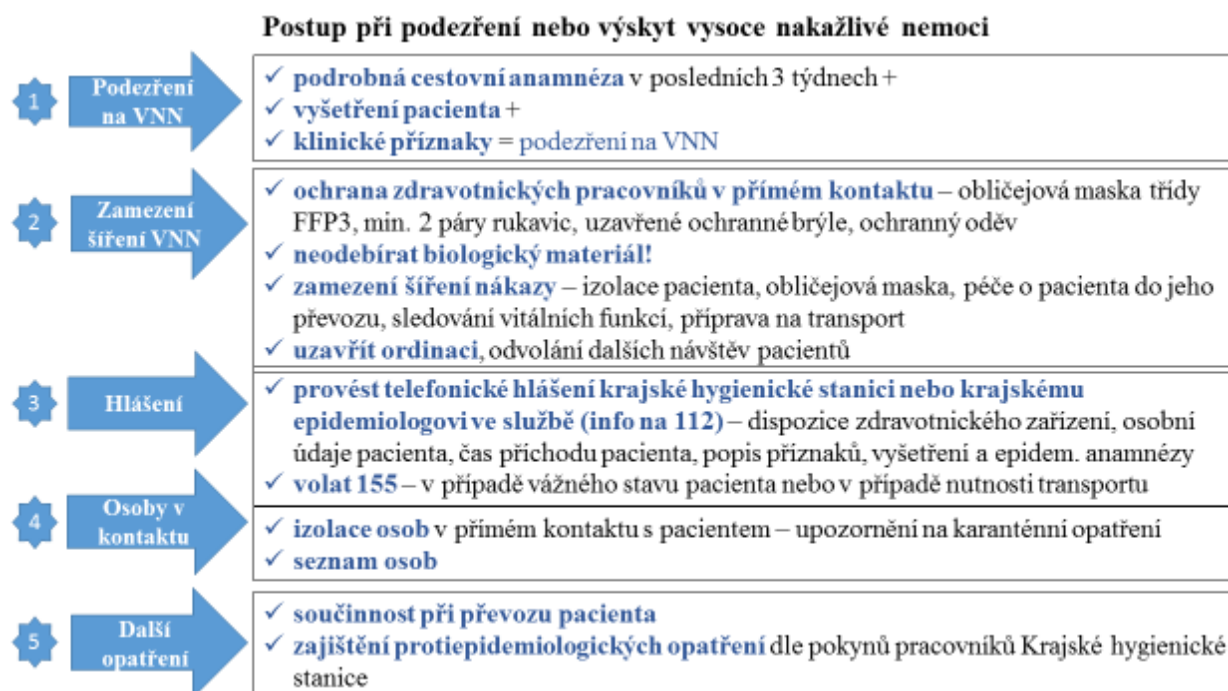 Postup při podezření nebo výskyt vysoce nakažlivé nemoci
1
Podezření
na VNN
✓ podrobná cestovní anamnéza v posledních 3 týdnech +
✓ vyšetření pacienta +
✓ klinické příznaky = podezření na VNN
2
Zamezení
šíření VNN
✓ ochrana zdravotnických pracovníků v přímém kontaktu – obličejová maska třídy
FFP3, min. 2 páry rukavic, uzavřené ochranné brýle, ochranný oděv
✓ neodebírat biologický materiál!
✓ zamezení šíření nákazy – izolace pacienta, obličejová maska, péče o pacienta do jeho
převozu, sledování vitálních funkcí, příprava na transport
✓ uzavřít ordinaci, odvolání dalších návštěv pacientů
3
Hlášení
✓ provést telefonické hlášení krajské hygienické stanici nebo krajskému
epidemiologovi ve službě (info na 112) – dispozice zdravotnického zařízení, osobní
údaje pacienta, čas příchodu pacienta, popis příznaků, vyšetření a epidem. anamnézy
✓ volat 155 – v případě vážného stavu pacienta nebo v případě nutnosti transportu
4
Osoby v
kontaktu
✓ izolace osob v přímém kontaktu s pacientem – upozornění na karanténní opatření
✓ seznam osob
5
Další
opatření
✓ součinnost při převozu pacienta
✓ zajištění protiepidemiologických opatření dle pokynů pracovníků Krajské hygienické
stanice